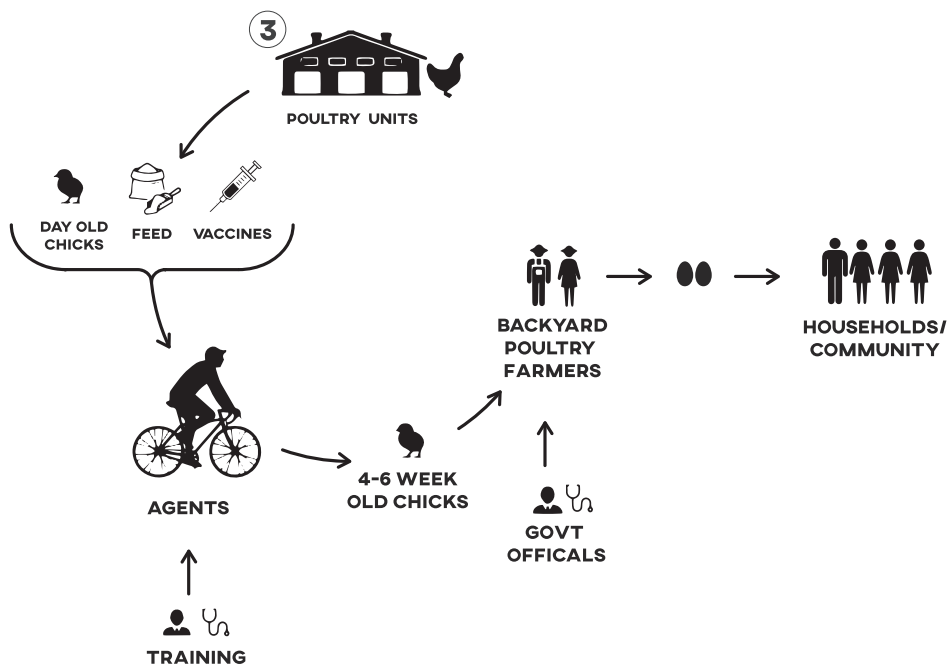 3
POULTRY UNITS
DAY OLD
CHICKS
FEED
VACCINES
BACKYARD
POULTRY
FARMERS
HOUSEHOLDS/
COMMUNITY
4-6 WEEK
OLD CHICKS
AGENTS
GOVT
OFFICALS
TRAINING